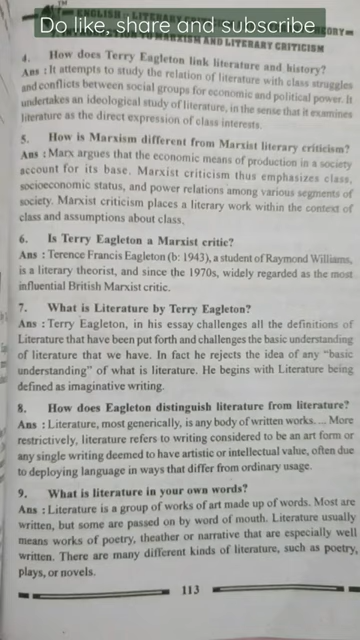 Do like, share and subscribe
MARXISM AND LITERARY CRITICISM
4. How does Terry Eagleton link literature and history?
Ans : It attempts to study the relation of literature with class struggles
and conflicts between social groups for economic and political power. It
undertakes an ideological study of literature, in the sense that it examines
literature as the direct expression of class interests.
5. How is Marxism different from Marxist literary criticism?
Ans : Marx argues that the economic means of production in a society
account for its base. Marxist criticism thus emphasizes class,
socioeconomic status, and power relations among various segments of
society. Marxist criticism places a literary work within the context of
class and assumptions about class.
6. Is Terry Eagleton a Marxist critic?
Ans : Terence Francis Eagleton (b: 1943), a student of Raymond Williams,
is a literary theorist, and since the 1970s, widely regarded as the most
influential British Marxist critic.
7. What is Literature by Terry Eagleton?
Ans : Terry Eagleton, in his essay challenges all the definitions of
Literature that have been put forth and challenges the basic understanding
of literature that we have. In fact he rejects the idea of any "basic
understanding" of what is literature. He begins with Literature being
defined as imaginative writing.
8. How does Eagleton distinguish literature from literature?
Ans : Literature, most generically, is any body of written works. ... More
restrictively, literature refers to writing considered to be an art form or
any single writing deemed to have artistic or intellectual value, often due
to deploying language in ways that differ from ordinary usage.
9. What is literature in your own words?
Ans : Literature is a group of works of art made up of words. Most are
written, but some are passed on by word of mouth. Literature usually
means works of poetry, theather or narrative that are especially well
written. There are many different kinds of literature, such as poetry,
plays, or novels.
113